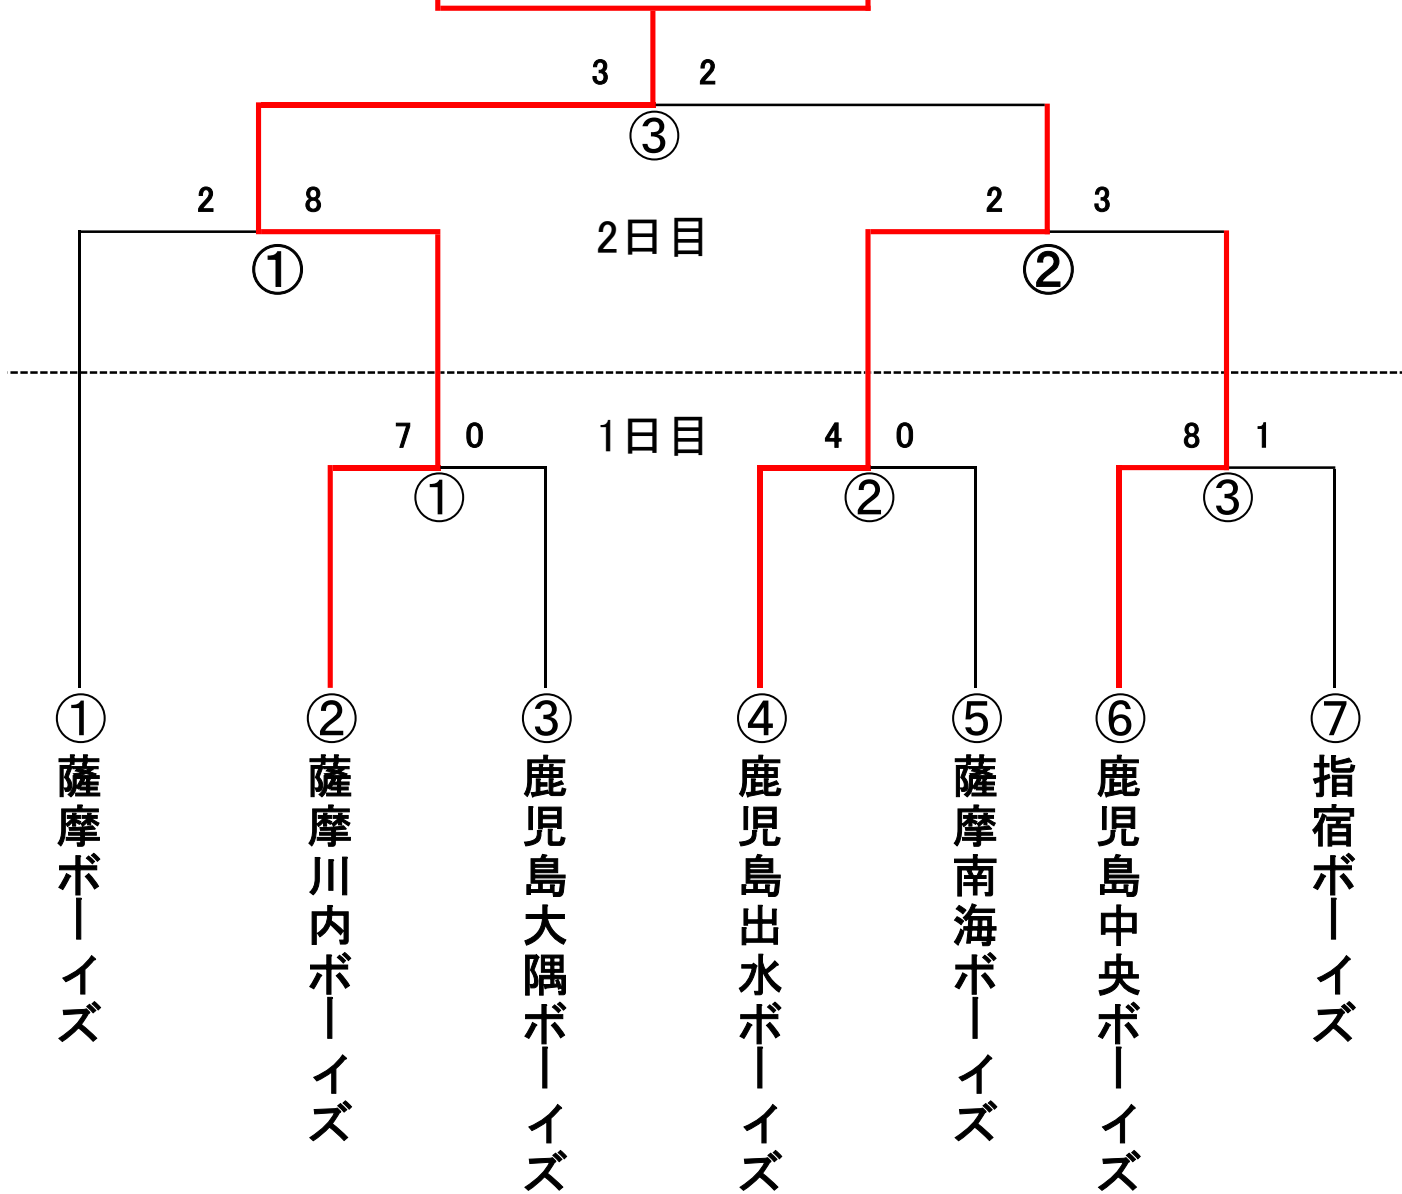 3 2
③
2 8
2 3
2日目
①
②
7 0
1日目
4 0
8 1
①
②
③
①薩摩ボーイズ
②薩摩川内ボーイズ
③鹿児島大隅ボーイズ
④鹿児島出水ボーイズ
⑤薩摩南海ボーイズ
⑥鹿児島中央ボーイズ
⑦指宿ボーイズ